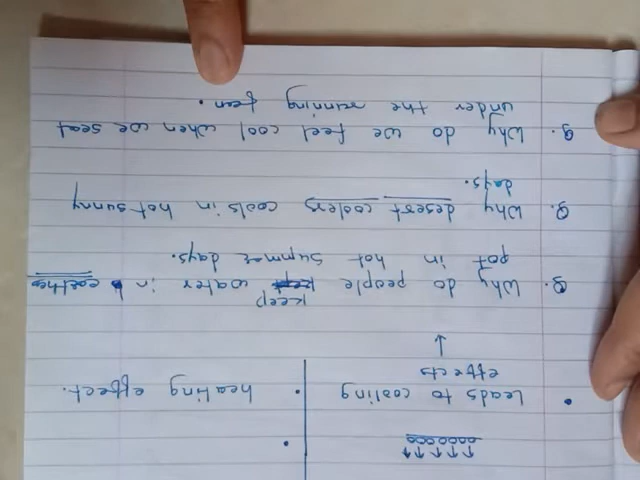 • Leads to cooling effects
• heating effect.
Q. Why do people keep water in earthen
pot in hot summer days.
Q. Why desert coolers cools in hot sunny
days.
Q. Why do we feel cool when we seat
under the running fan.